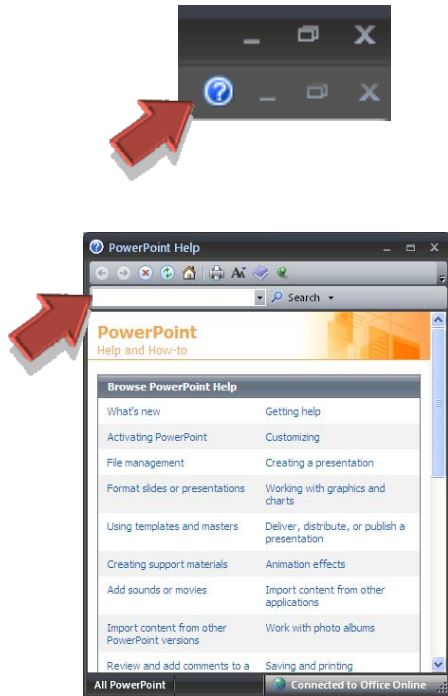 PowerPoint Help
Search
PowerPoint
Help and How-to
Browse PowerPoint Help
What's new
Getting help
Activating PowerPoint
Customizing
File management
Creating a presentation
Format slides or presentations
Working with graphics and
charts
Using templates and masters
Deliver, distribute, or publish a
presentation
Creating support materials
Animation effects
Add sounds or movies
Import content from other
applications
Import content from other
PowerPoint versions
Work with photo albums
Review and add comments to a
Saving and printing
All PowerPoint
Connected to Office Online